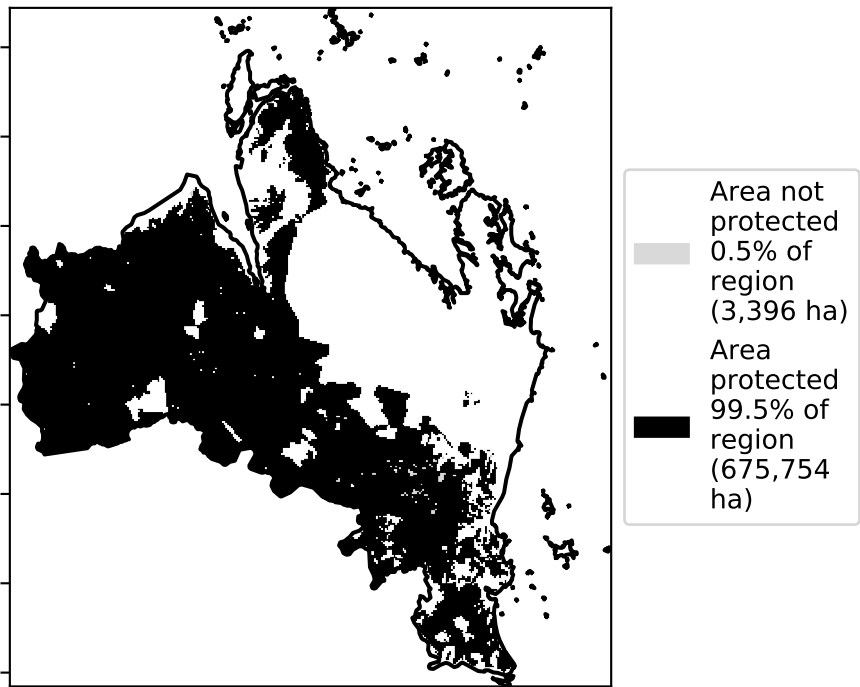 Area not
protected
0.5% of
region
(3,396 ha)
Area
protected
99.5% of
region
(675,754
ha)